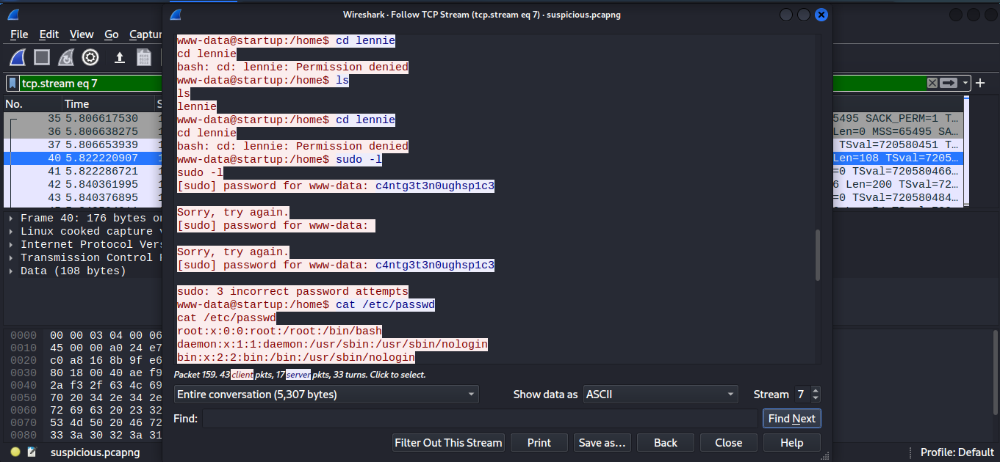 Wireshark · Follow TCP Stream (tcp.stream eq 7) · suspicious.pcapng
File Edit View Go Captur
tcp.stream eq 7
No. Time S
35 5.806617530
36 5.806638275
37 5.806653939
40 5.822220907
41 5.822286721
42 5.840361995
43 5.840376895
5495 SACK_PERM=1 T…
Len=0 MSS=65495 SA…
TSval=720580451 T…
Len=108 TSval=7205…
=0 TSval=720580466…
6 Len=200 TSval=72…
=0 TSval=720580484…
Frame 40: 176 bytes on
Linux cooked capture v
Internet Protocol Vers
Transmission Control P
Data (108 bytes)
0000 00 00 03 04 00 06
0010 45 00 00 a0 24 e7
0020 c0 a8 16 8b 9f e6
0030 80 18 00 40 ae f9
0040 2a f3 2f 63 4c 69
0050 70 20 34 2e 34 2e
0060 72 69 63 20 23 32
0070 53 4d 50 20 46 72
0080 33 3a 30 32 3a 31
www-data@startup:/home$ cd lennie
cd lennie
bash: cd: lennie: Permission denied
www-data@startup:/home$ ls
ls
lennie
www-data@startup:/home$ cd lennie
cd lennie
bash: cd: lennie: Permission denied
www-data@startup:/home$ sudo -l
sudo -l
[sudo] password for www-data: c4ntg3t3n0ughsp1c3
Sorry, try again.
[sudo] password for www-data:
Sorry, try again.
[sudo] password for www-data: c4ntg3t3n0ughsp1c3
sudo: 3 incorrect password attempts
www-data@startup:/home$ cat /etc/passwd
cat /etc/passwd
root:x:0:0:root:/root:/bin/bash
daemon:x:1:1:daemon:/usr/sbin:/usr/sbin/nologin
bin:x:2:2:bin:/bin:/usr/sbin/nologin
Packet 159. 43 client pkts, 17 server pkts, 33 turns. Click to select.
Entire conversation (5,307 bytes) Show data as ASCII Stream 7
Find: Find Next
Filter Out This Stream Print Save as… Back Close Help
suspicious.pcapng Profile: Default